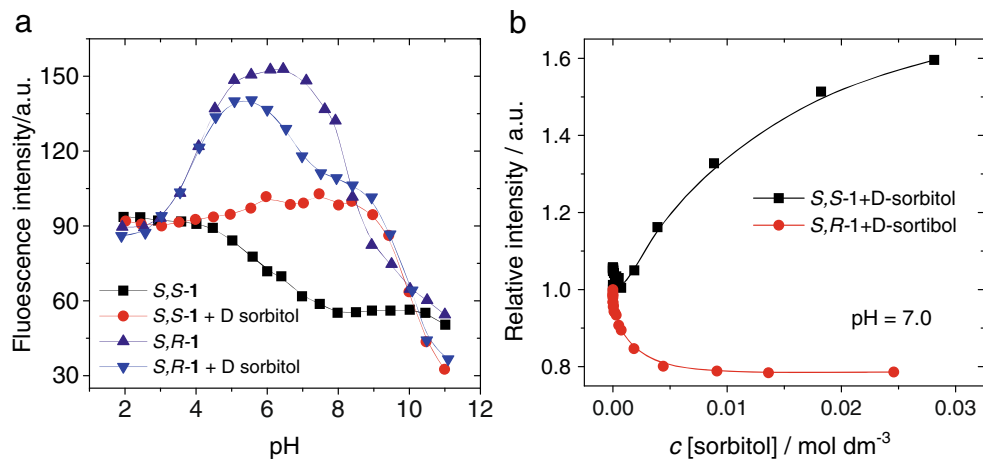 a
150
120
90
60
30
Fluoescence intensity/a.u.
S,S-1
S,S-1 + D sorbitol
S,R-1
S,R-1 + D sorbitol
2 4 6 8 10 12
pH
b
1.6
1.4
1.2
1.0
0.8
Relative intensity / a.u.
S,S-1+D-sorbitol
S,R-1+D-sortibol
pH = 7.0
0.00 0.01 0.02 0.03
c [sorbitol] / mol dm-3